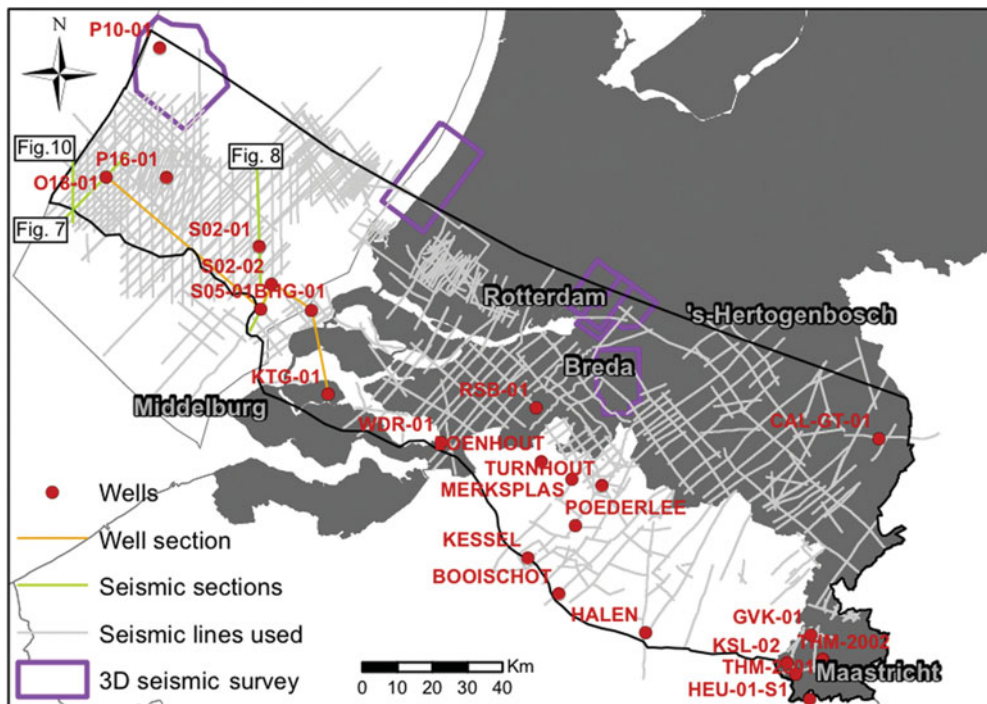 N
P10-01
Fig.10
P16-01
Fig. 8
O18-01
Fig. 7
S02-01
S02-02
S05-01
BHG-01
Rotterdam
's-Hertogenbosch
Breda
KTG-01
RSB-01
Middelburg
WDR-01
CAL-GT-01
TURNHOUT
MERKSPLAS
POEDERLEE
KESSEL
BOOISCHOT
HALEN
GVK-01
KSL-02
THM-2002
Maastricht
HEU-01-S1
Wells
Well section
Seismic sections
Seismic lines used
3D seismic survey
Km
0 10 20 30 40